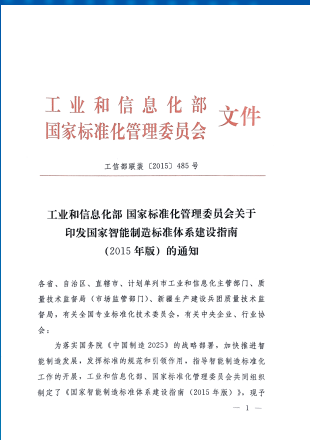 工业和信息化部
国家标准化管理委员会
文件
工信部联装〔2015〕485号
工业和信息化部 国家标准化管理委员会关于
印发国家智能制造标准体系建设指南
（2015年版）的通知
各省、自治区、直辖市、计划单列市工业和信息化主管部门、质
量技术监督局（市场监管部门）、新疆生产建设兵团质量技术监
督局，有关全国专业标准化技术委员会，有关中央企业、行业协
会：
为落实国务院《中国制造2025》的战略部署，加快推进智
能制造发展，发挥标准的规范和引领作用，指导智能制造标准化
工作的开展，工业和信息化部、国家标准化管理委员会共同组织
制定了《国家智能制造标准体系建设指南（2015年版）》。现予
— 1 —